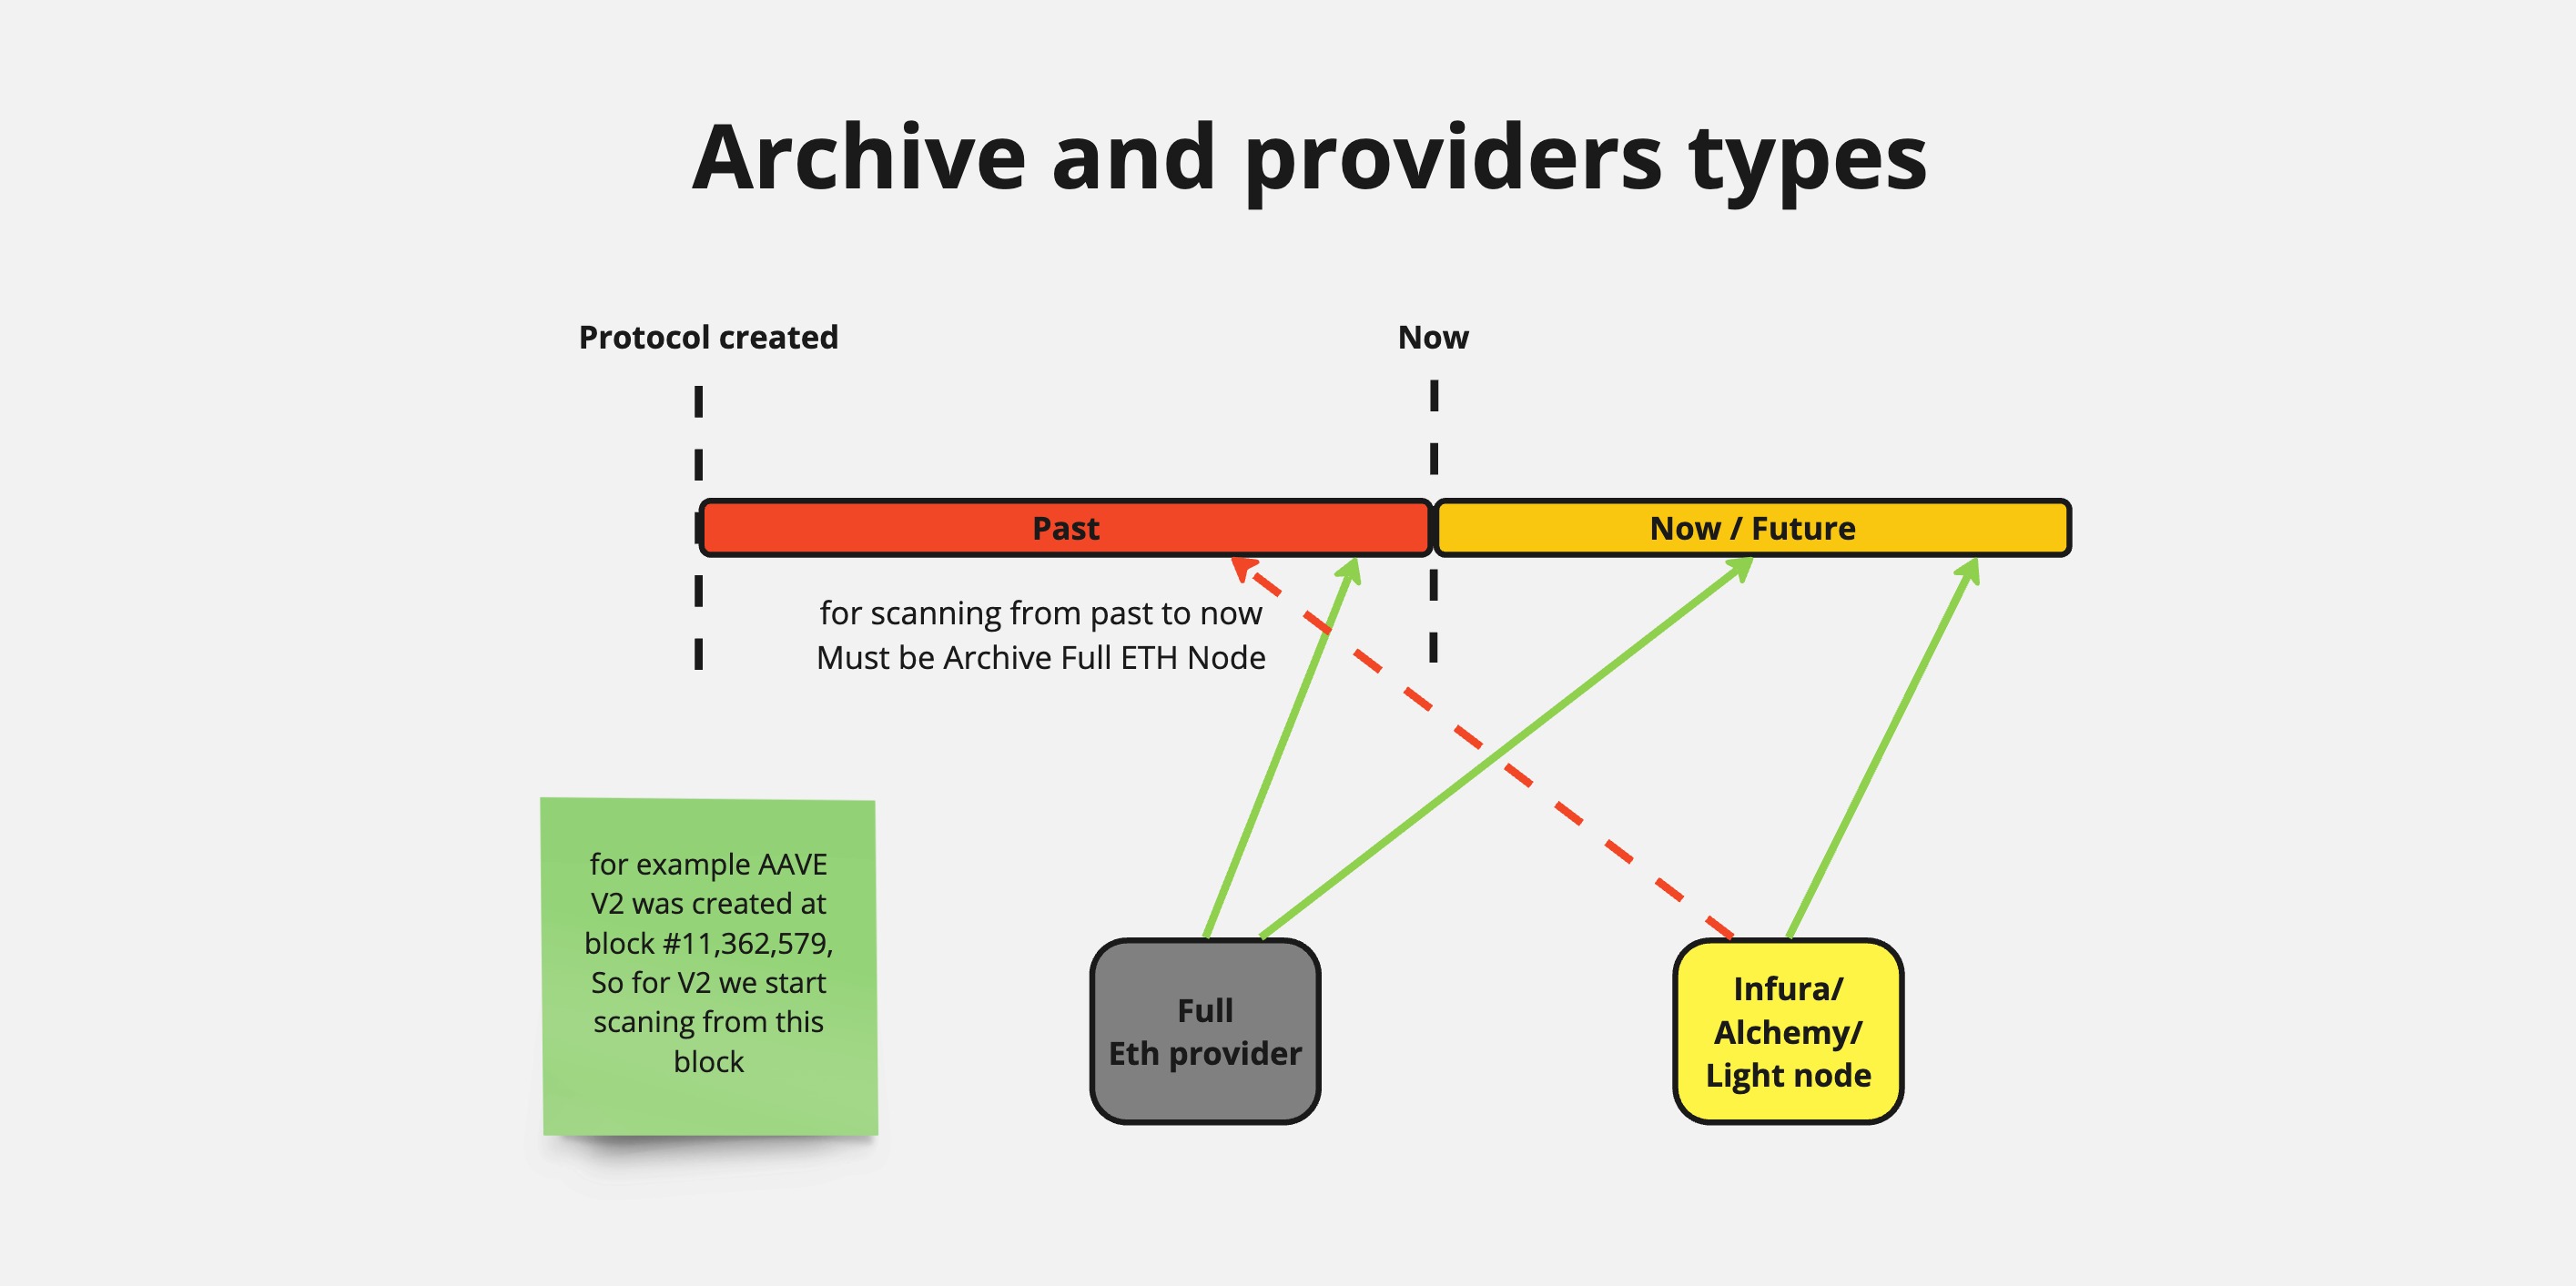 Archive and providers types
Protocol created
Now
Past
Now / Future
for scanning from past to now
Must be Archive Full ETH Node
for example AAVE
V2 was created at
block #11,362,579,
So for V2 we start
scaning from this
block
Full
Eth provider
Infura/
Alchemy/
Light node